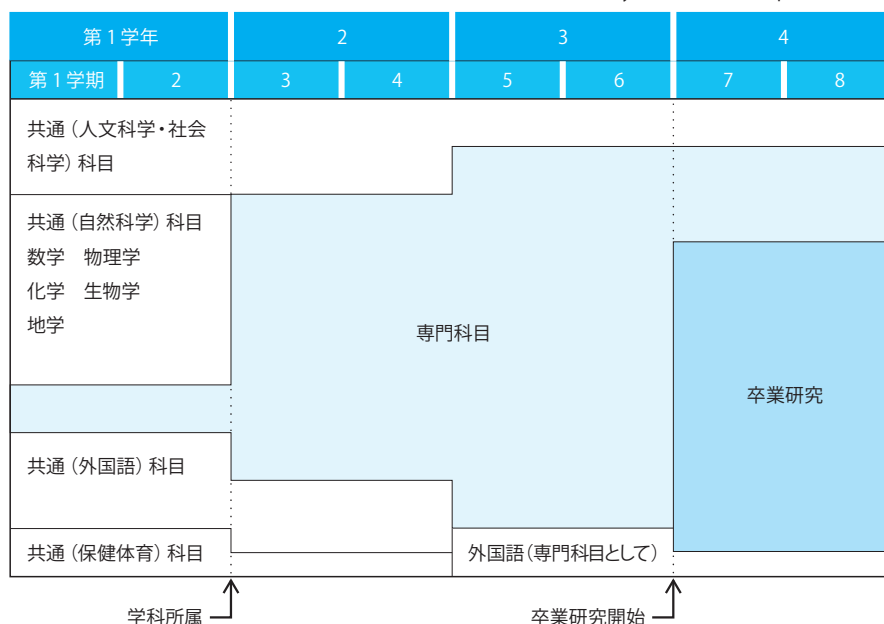 第1学年 2 3 4
第1学期 2 3 4 5 6 7 8
共通（人文科学・社会
科学）科目
共通（自然科学）科目
数学　物理学
化学　生物学
地学
専門科目
卒業研究
共通（外国語）科目
共通（保健体育）科目
外国語（専門科目として）
学科所属
卒業研究開始